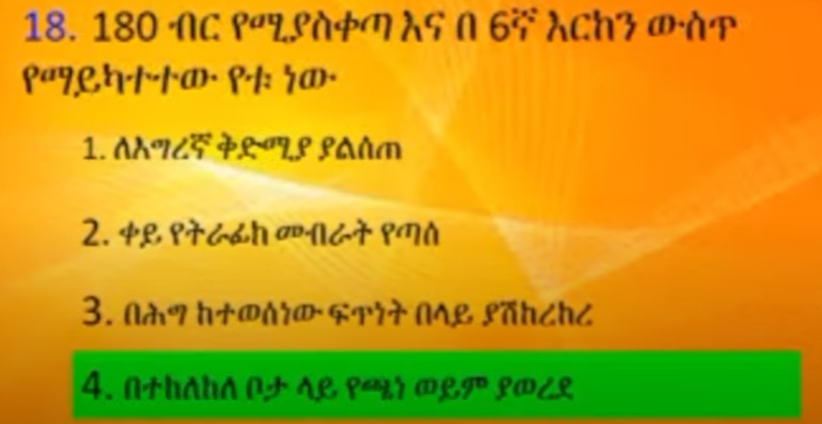 18. 180 ብር የሚያስቀጣ እና በ 6ኛ እርከን ውስጥ
የማይካተተው የቱ ነው
1. ለእግረኛ ቅድሚያ ያልሰጠ
2. ቀይ የትራፊክ መብራት የጣሰ
3. በሕግ ከተወሰነው ፍጥነት በላይ ያሽከረከረ
4. በተከለከለ ቦታ ላይ የጫነ ወይም ያወረደ